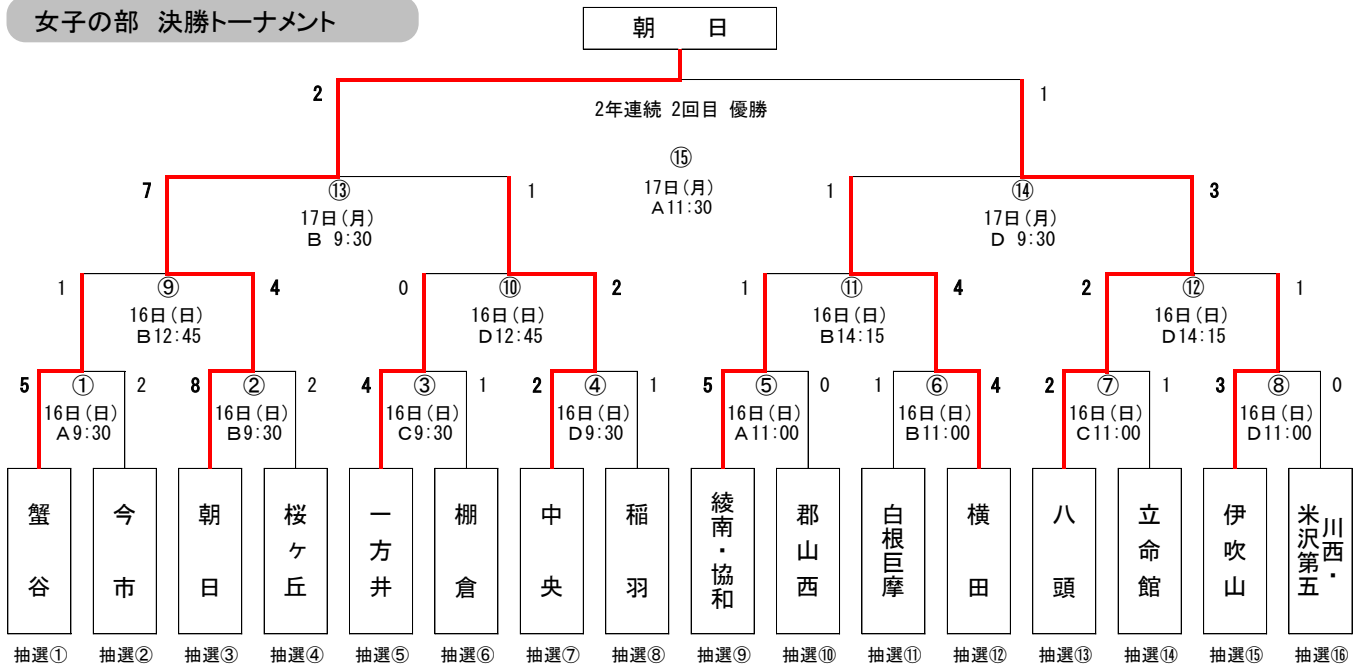 女子の部 決勝トーナメント
朝 日
2 1
2年連続 2回目 優勝
⑮
17日(月)
A11:30
7 ⑬ 1 1 ⑭ 3
17日(月) 17日(月)
B 9:30 D 9:30
1 ⑨ 4 0 ⑩ 2 1 ⑪ 4 2 ⑫ 1
16日(日) 16日(日) 16日(日) 16日(日)
B12:45 D12:45 B14:15 D14:15
5 ① 2 8 ② 2 4 ③ 1 2 ④ 1 5 ⑤ 0 1 ⑥ 4 2 ⑦ 1 3 ⑧ 0
16日(日) 16日(日) 16日(日) 16日(日) 16日(日) 16日(日) 16日(日) 16日(日)
A9:30 B9:30 C9:30 D9:30 A11:00 B11:00 C11:00 D11:00
蟹谷
今市
朝日
桜ヶ丘
一方井
棚倉
中央
稲羽
綾南・協和
郡山西
白根巨摩
横田
八頭
立命館
伊吹山
川西・
米沢第五
抽選① 抽選② 抽選③ 抽選④ 抽選⑤ 抽選⑥ 抽選⑦ 抽選⑧ 抽選⑨ 抽選⑩ 抽選⑪ 抽選⑫ 抽選⑬ 抽選⑭ 抽選⑮ 抽選⑯